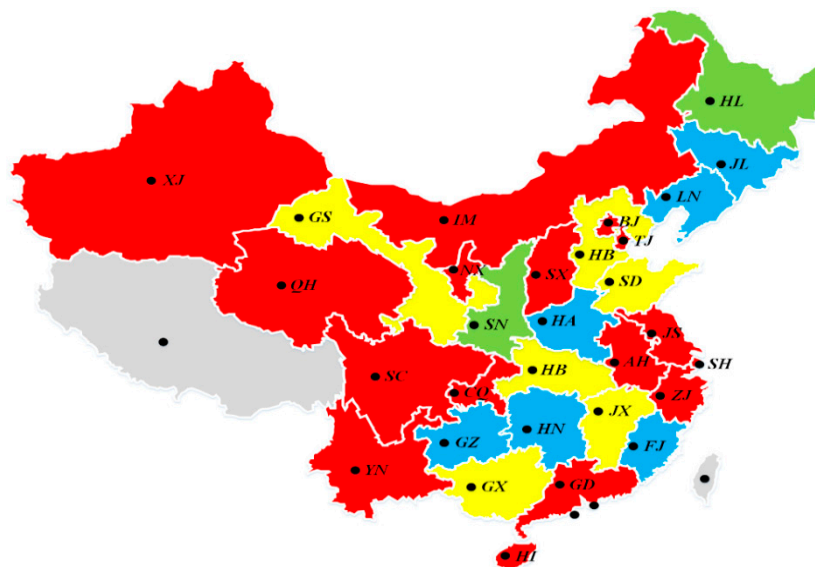 HL
JL
XJ
LN
GS
IM
BJ
TJ
HB
NX
SX
QH
SD
SN
HA
JS
AH
SH
HB
SC
CQ
ZJ
JX
HN
GZ
FJ
YN
GX
GD
HI